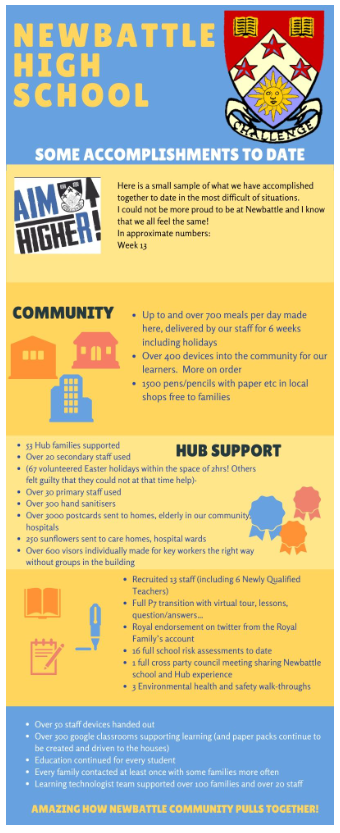 NEWBATTLE
HIGH
SCHOOL
CHALLENGE
SOME ACCOMPLISHMENTS TO DATE
AIM
HIGHER!
Here is a small sample of what we have accomplished
together to date in the most difficult of situations.
I could not be more proud to be at Newbattle and I know
that we all feel the same!
In approximate numbers:
Week 13
COMMUNITY
• Up to and over 700 meals per day made
here, delivered by our staff for 6 weeks
including holidays
• Over 400 devices into the community for our
learners. More on order
• 1500 pens/pencils with paper etc in local
shops free to families
HUB SUPPORT
• 53 Hub families supported
• Over 20 secondary staff used
• (67 volunteered Easter holidays within the space of 2hrs! Others
felt guilty that they could not at that time help)-
• Over 30 primary staff used
• Over 300 hand sanitisers
• Over 3000 postcards sent to homes, elderly in our community,
hospitals
• 250 sunflowers sent to care homes, hospital wards
• Over 600 visors individually made for key workers the right way
without groups in the building
• Recruited 13 staff (including 6 Newly Qualified
Teachers)
• Full P7 transition with virtual tour, lessons,
question/answers...
• Royal endorsement on twitter from the Royal
Family's account
• 16 full school risk assessments to date
• 1 full cross party council meeting sharing Newbattle
school and Hub experience
• 3 Environmental health and safety walk-throughs
• Over 50 staff devices handed out
• Over 300 google classrooms supporting learning (and paper packs continue to
be created and driven to the houses)
• Education continued for every student
• Every family contacted at least once with some families more often
• Learning technologist team supported over 100 families and over 20 staff
AMAZING HOW NEWBATTLE COMMUNITY PULLS TOGETHER!